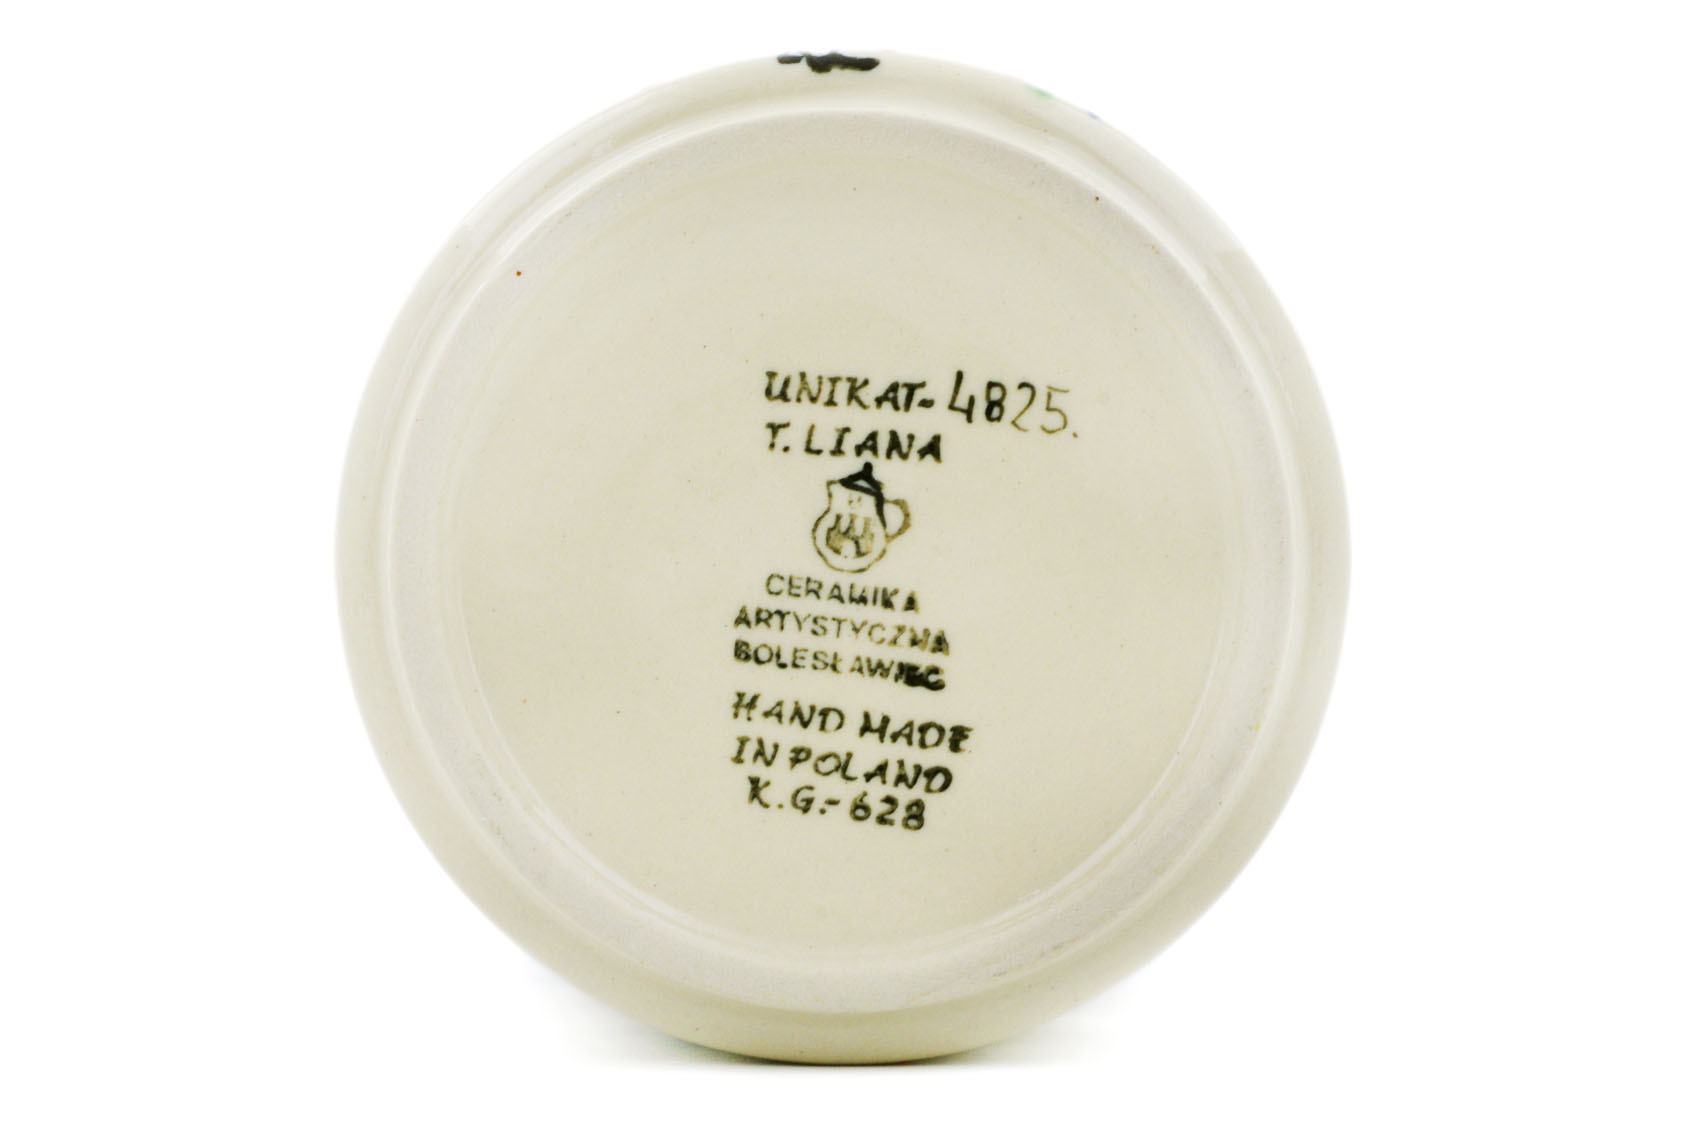 UNIKAT- 4825.
T. LIANA
CERAMIKA
ARTYSTYCZNA
BOLESŁAWIEC
HAND MADE
IN POLAND
K.G.- 628